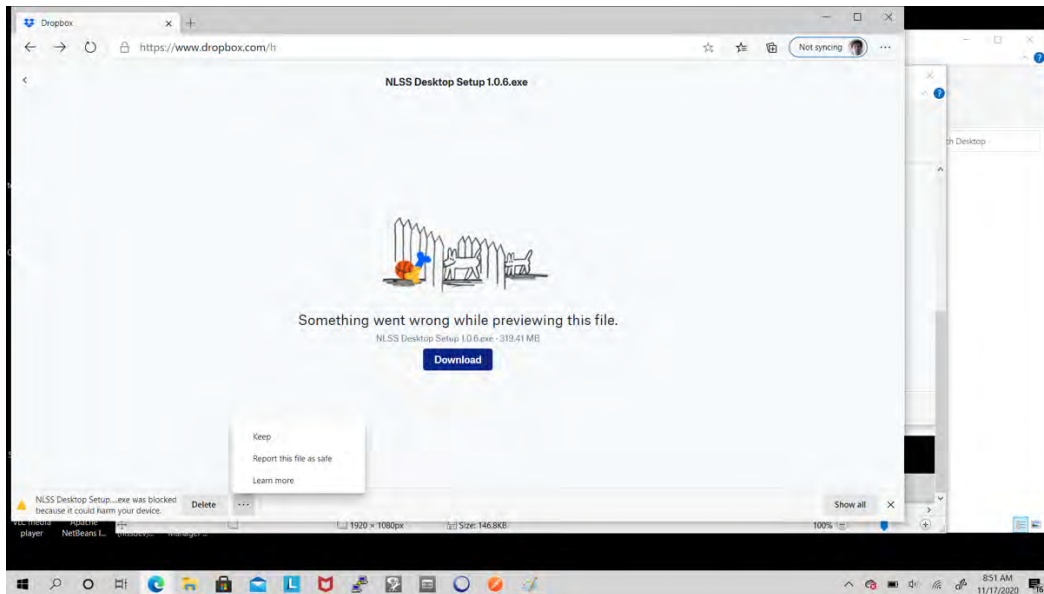 Dropbox
https://www.dropbox.com/h
Not syncing
NLSS Desktop Setup 1.0.6.exe
Desktop
Something went wrong while previewing this file.
NLSS Desktop Setup 1.0.6.exe - 319.41 MB
Download
Keep
Report this file as safe
Learn more
NLSS Desktop Setup....exe was blocked
because it could harm your device.
Delete
...
Show all
VLC media
player
Apache
NetBeans I...
1920 × 1080px
Size: 146.8KB
100%
8:51 AM
11/17/2020